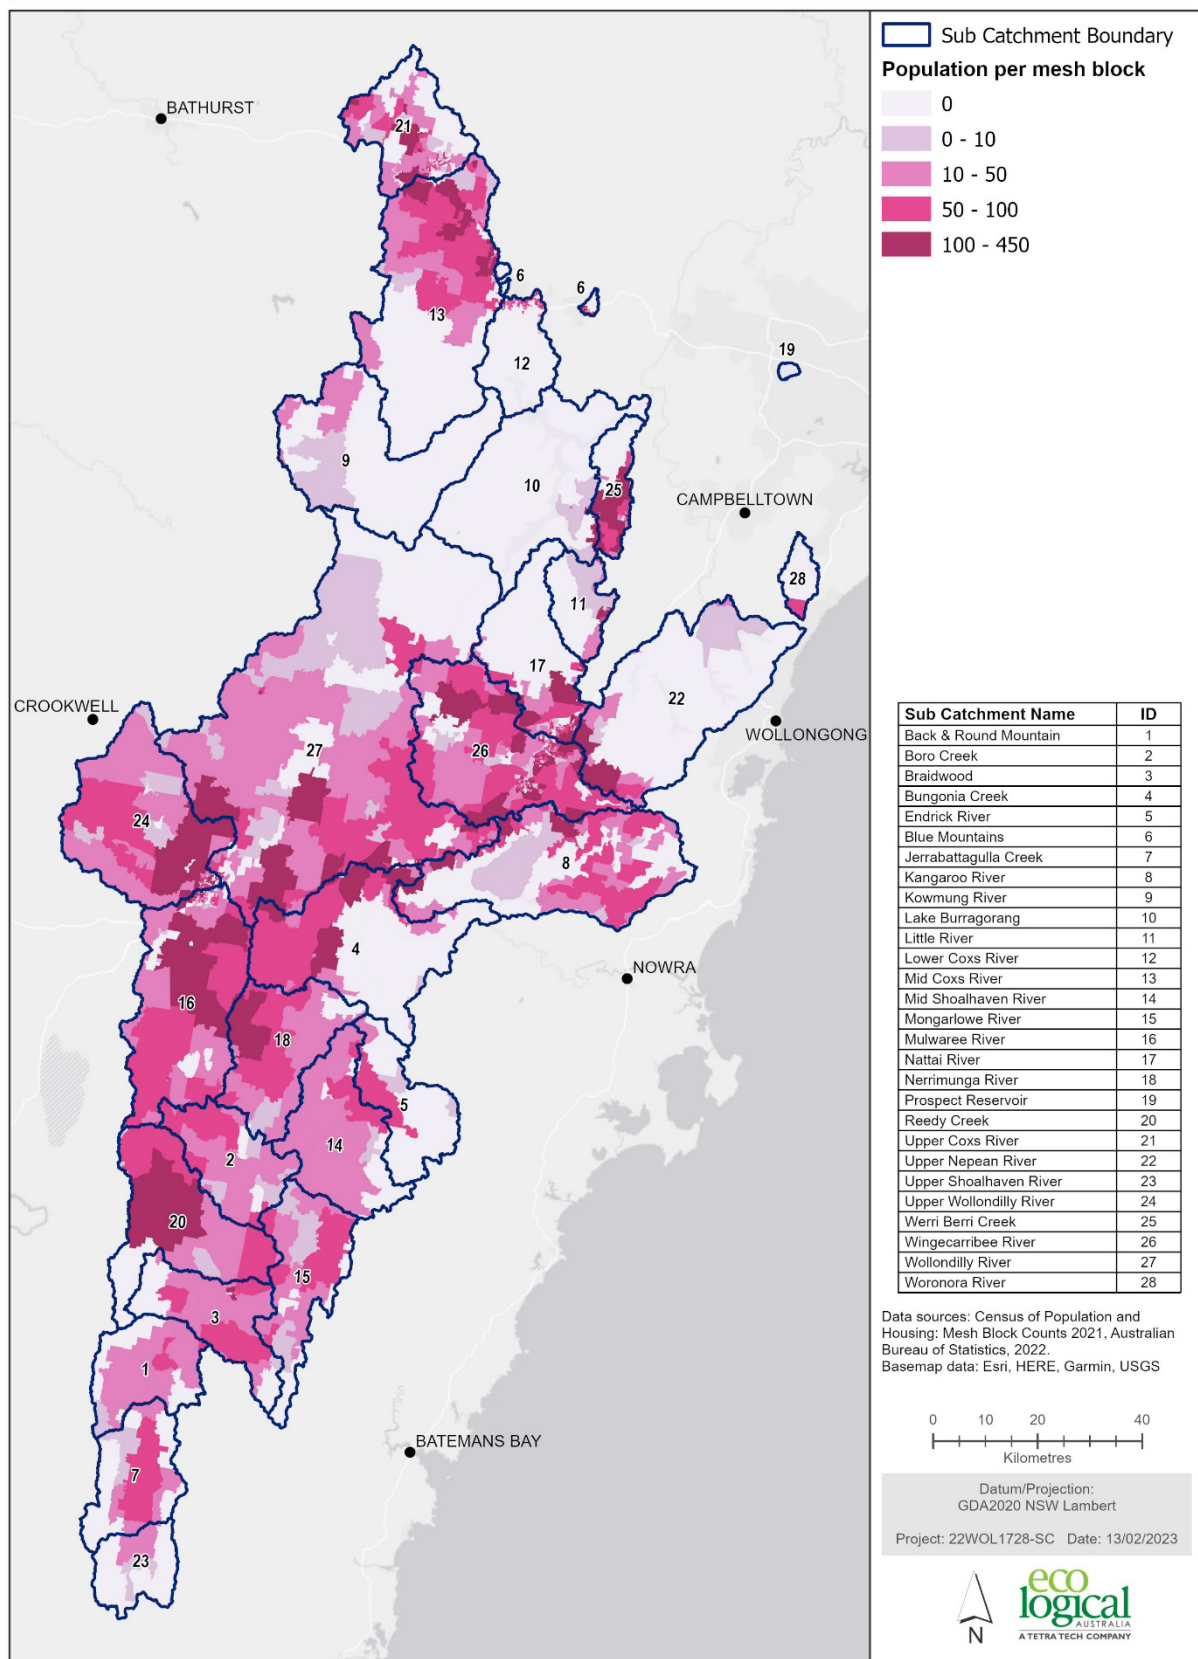 Sub Catchment Boundary
Population per mesh block
0
0 - 10
10 - 50
50 - 100
100 - 450
BATHURST
21
6
6
13
12
19
9
10
25
CAMPBELLTOWN
28
11
17
22
CROOKWELL
WOLLONGONG
27
26
24
8
4
NOWRA
16
18
5
14
2
20
15
3
1
BATEMANS BAY
7
23
Sub Catchment Name ID
Back & Round Mountain 1
Boro Creek 2
Braidwood 3
Bungonia Creek 4
Endrick River 5
Blue Mountains 6
Jerrabattagulla Creek 7
Kangaroo River 8
Kowmung River 9
Lake Burragorang 10
Little River 11
Lower Coxs River 12
Mid Coxs River 13
Mid Shoalhaven River 14
Mongarlowe River 15
Mulwaree River 16
Nattai River 17
Nerrimunga River 18
Prospect Reservoir 19
Reedy Creek 20
Upper Coxs River 21
Upper Nepean River 22
Upper Shoalhaven River 23
Upper Wollondilly River 24
Werri Berri Creek 25
Wingecarribee River 26
Wollondilly River 27
Woronora River 28
Data sources: Census of Population and
Housing: Mesh Block Counts 2021, Australian
Bureau of Statistics, 2022.
Basemap data: Esri, HERE, Garmin, USGS
0 10 20 40
Kilometres
Datum/Projection:
GDA2020 NSW Lambert
Project: 22WOL1728-SC Date: 13/02/2023
N
eco
logical
AUSTRALIA
A TETRA TECH COMPANY